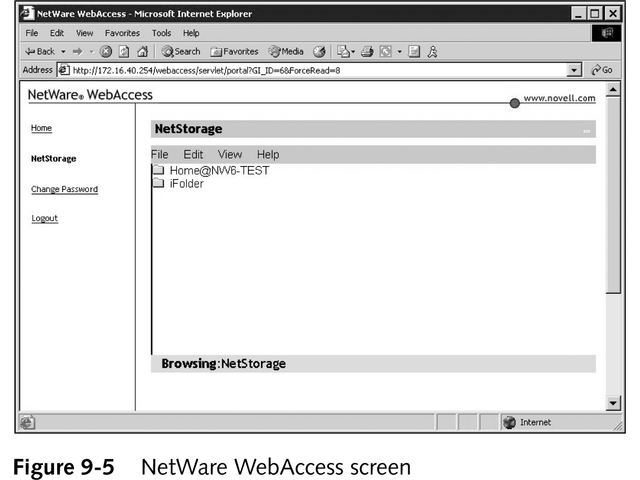 NetWare WebAccess - Microsoft Internet Explorer
File Edit View Favorites Tools Help
Back Search Favorites Media
Address http://172.16.40.254/webaccess/servlet/portal?GI_ID=6&ForceRead=8 Go
NetWare® WebAccess
www.novell.com
Home
NetStorage
Change Password
Logout
NetStorage
File Edit View Help
Home@NW6-TEST
iFolder
Browsing:NetStorage
Internet
Figure 9-5 NetWare WebAccess screen